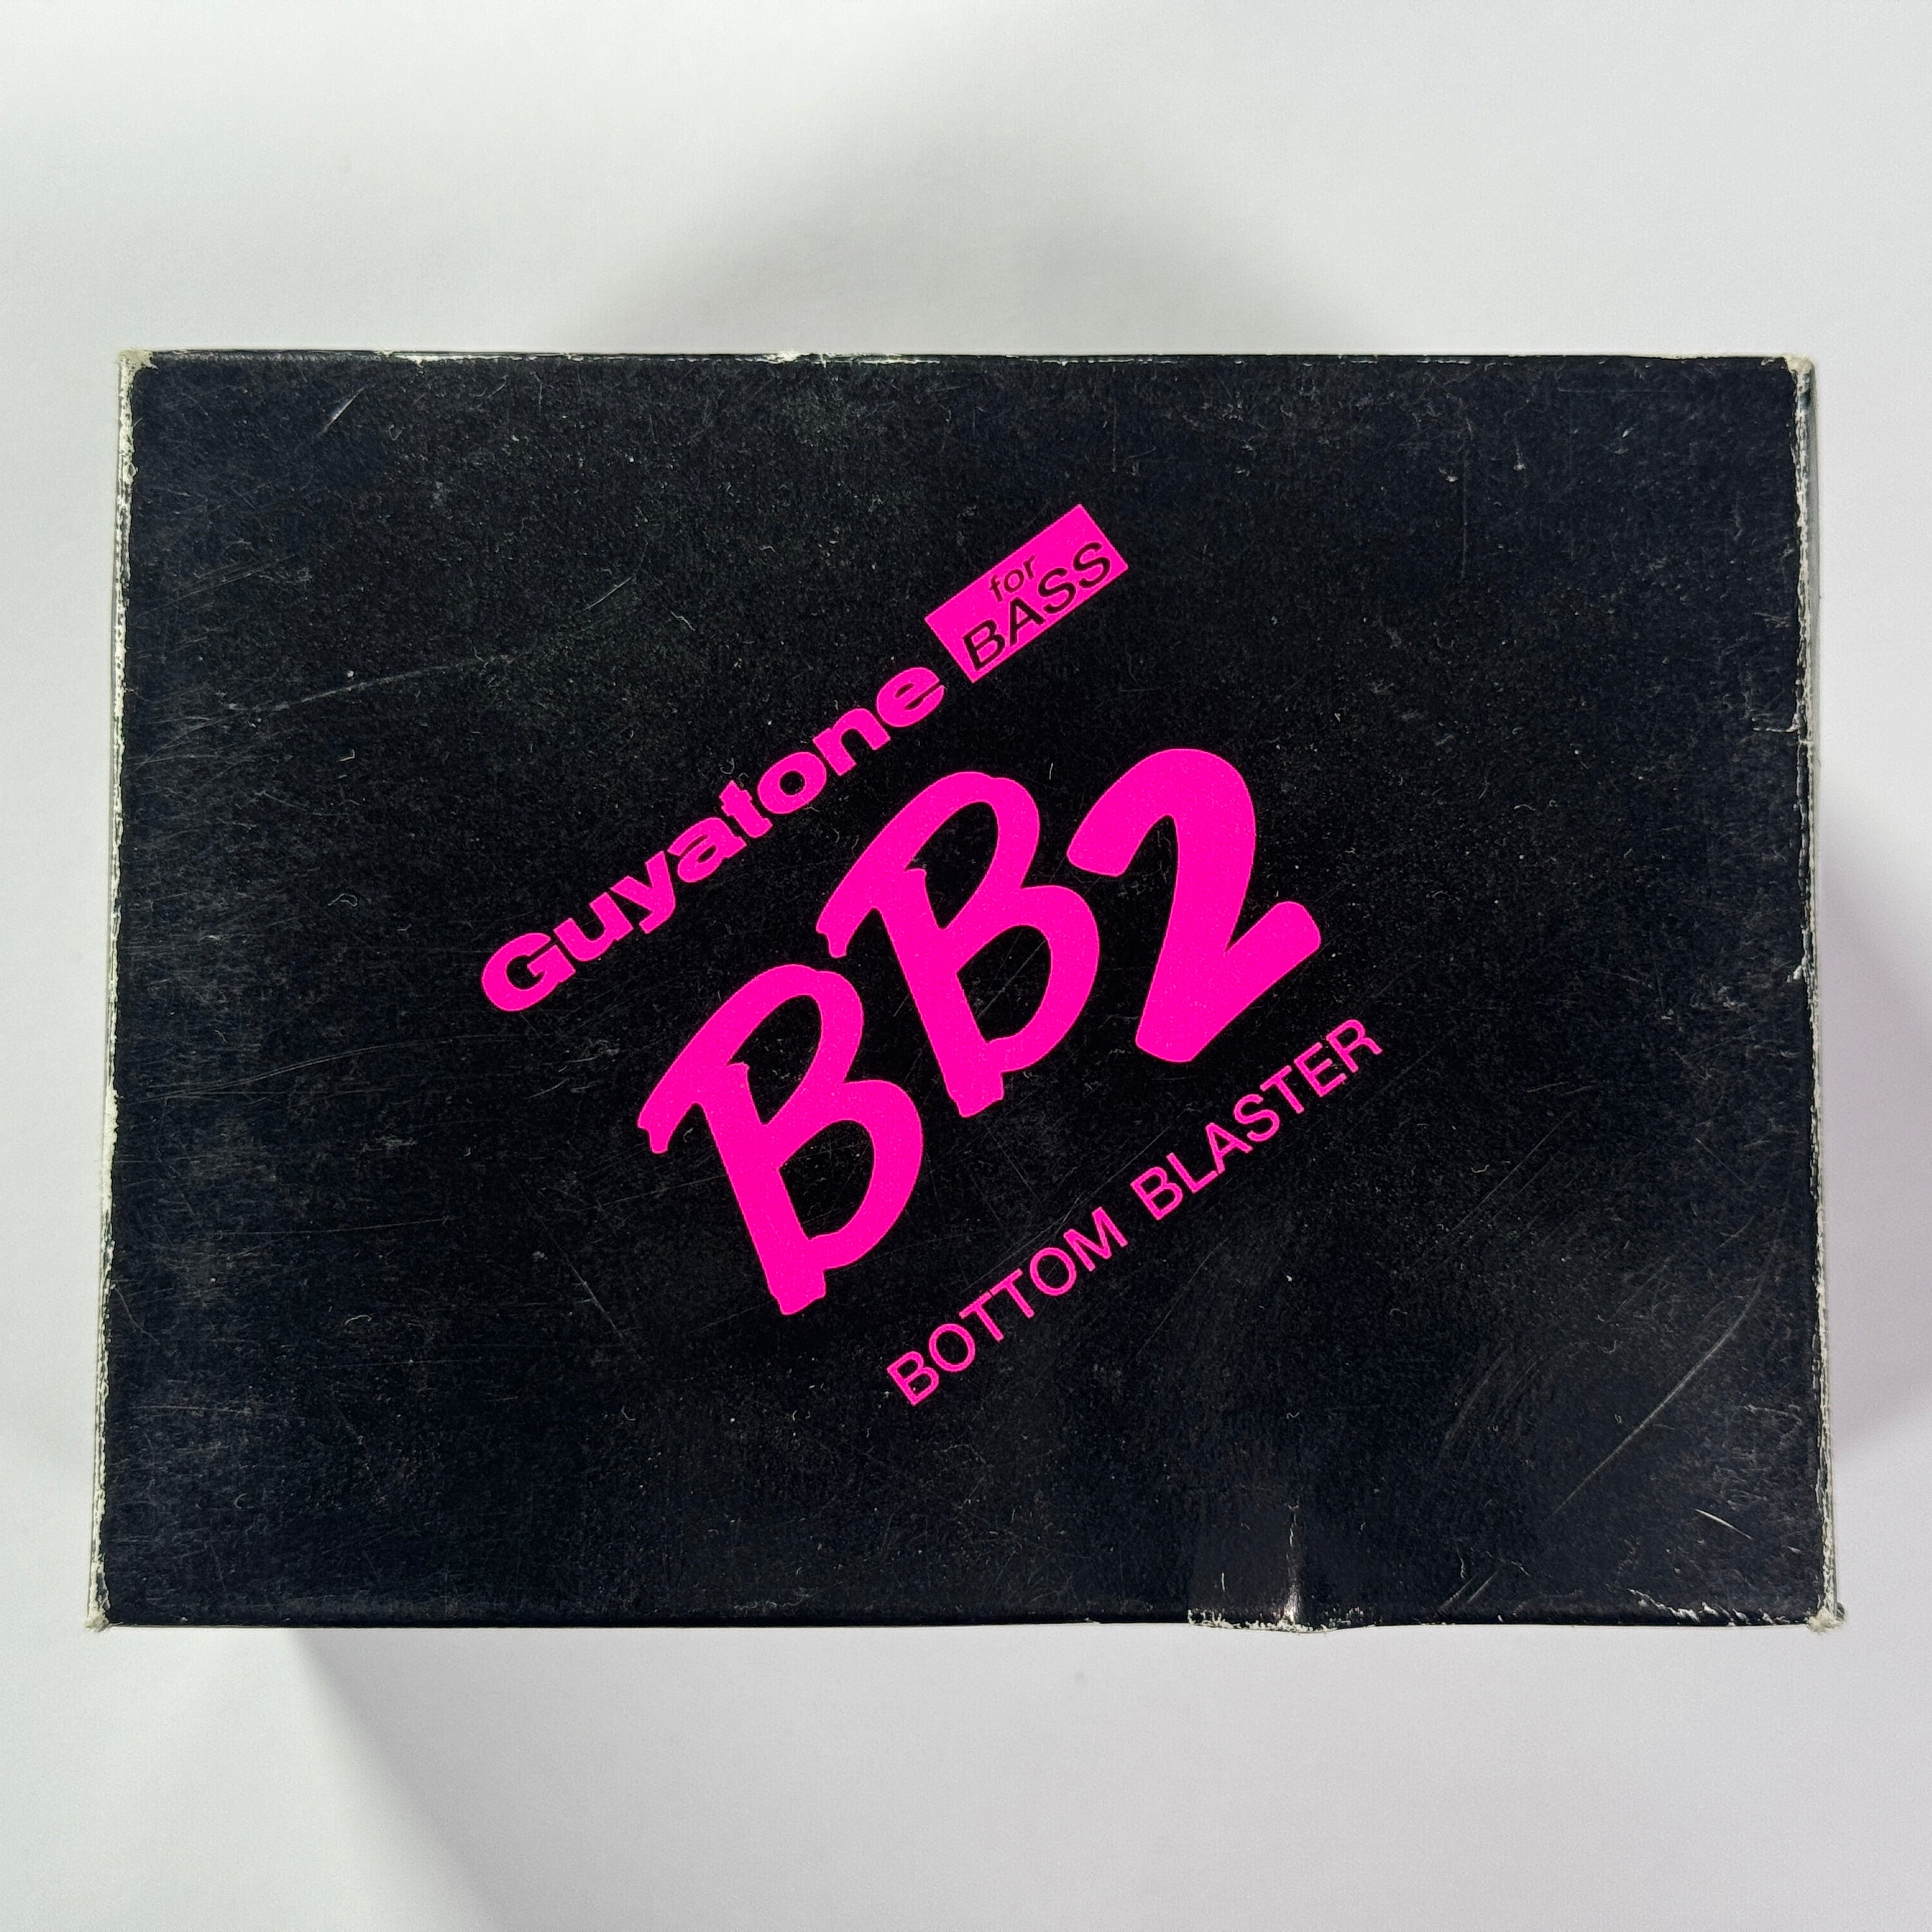 Guyatone for
BASS
BB2
BOTTOM BLASTER